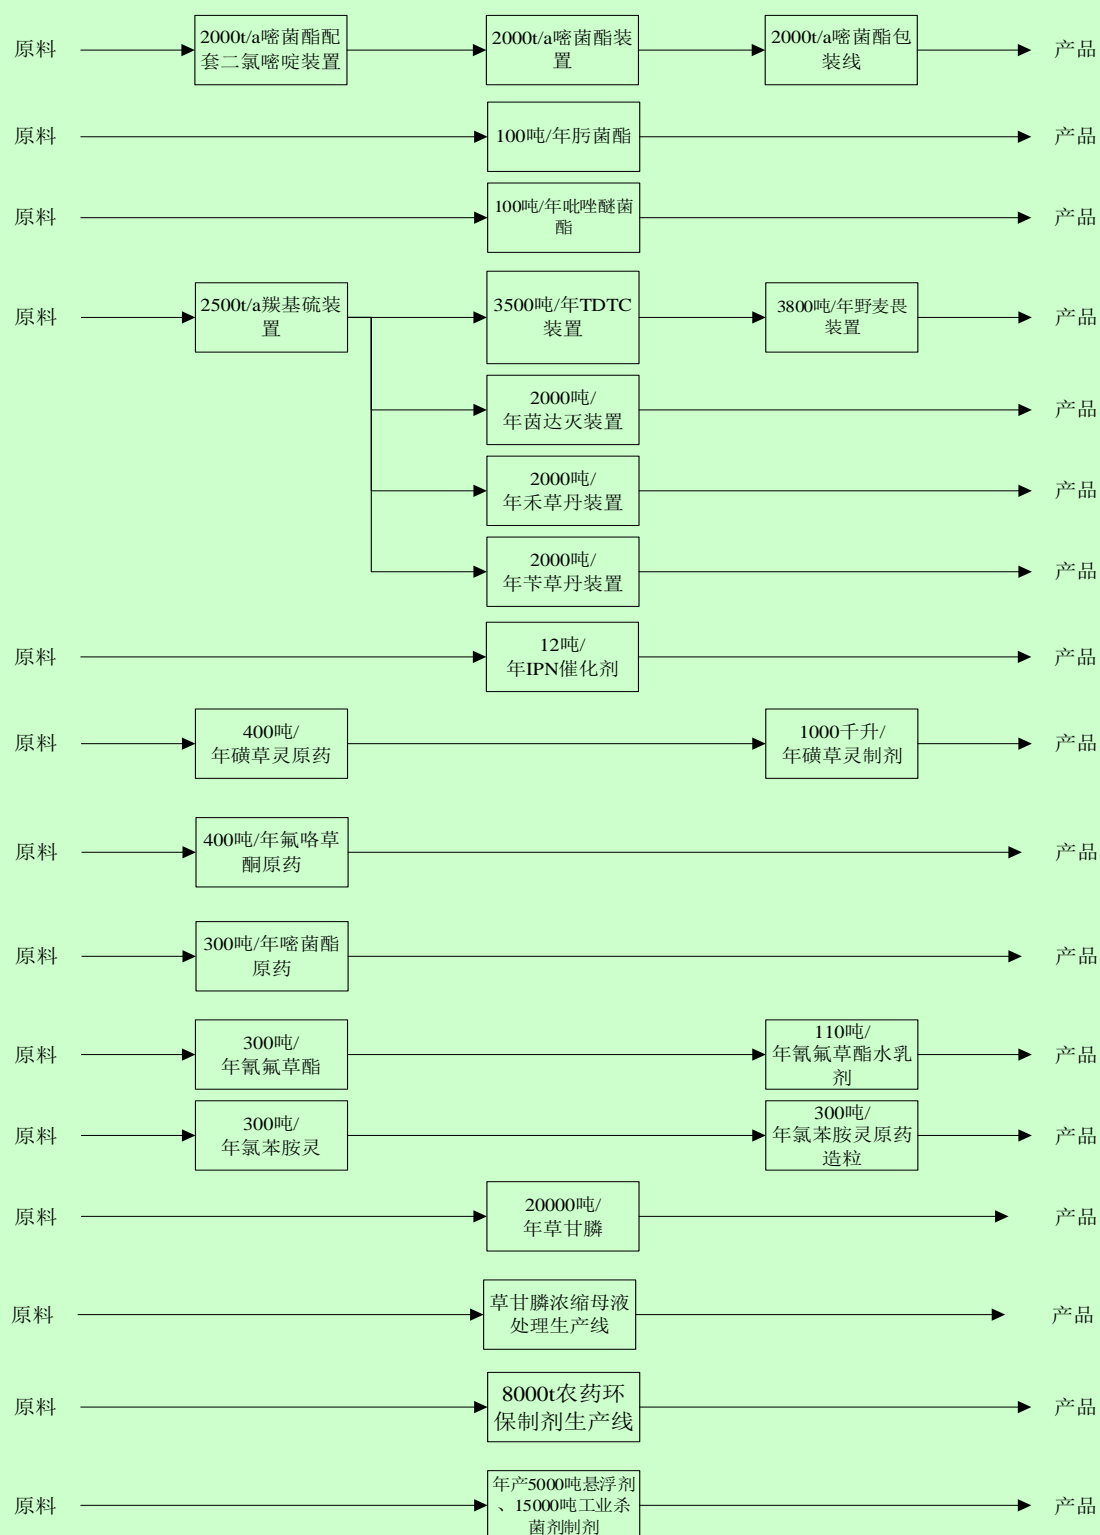 原料
2000t/a嘧菌酯配
套二氯嘧啶装置
2000t/a嘧菌酯装
置
2000t/a嘧菌酯包
装线
产品
原料
100吨/年肟菌酯
产品
原料
100吨/年吡唑醚菌
酯
产品
原料
2500t/a羰基硫装
置
3500吨/年TDTC
装置
3800吨/年野麦畏
装置
产品
2000吨/
年茵达灭装置
产品
2000吨/
年禾草丹装置
产品
2000吨/
年苄草丹装置
产品
原料
12吨/
年IPN催化剂
产品
原料
400吨/
年磺草灵原药
1000千升/
年磺草灵制剂
产品
原料
400吨/年氟咯草
酮原药
产品
原料
300吨/年嘧菌酯
原药
产品
原料
300吨/
年氰氟草酯
110吨/
年氰氟草酯水乳
剂
产品
原料
300吨/
年氯苯胺灵
300吨/
年氯苯胺灵原药
造粒
产品
原料
20000吨/
年草甘膦
产品
原料
草甘膦浓缩母液
处理生产线
产品
原料
8000t农药环
保制剂生产线
产品
原料
年产5000吨悬浮剂
、15000吨工业杀
菌剂制剂
产品